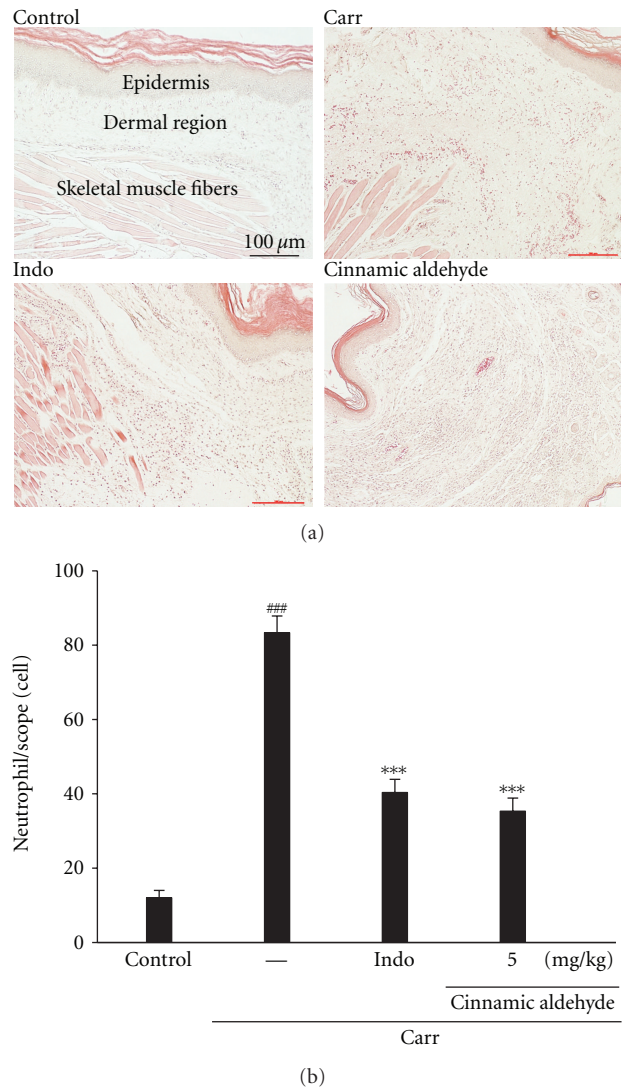 Control
Carr
Epidermis
Dermal region
Skeletal muscle fibers
100 μm
Indo
Cinnamic aldehyde
(a)
100
80
60
40
20
0
Neutrophil/scope (cell)
###
***
***
Control
—
Indo
5
(mg/kg)
Cinnamic aldehyde
Carr
(b)